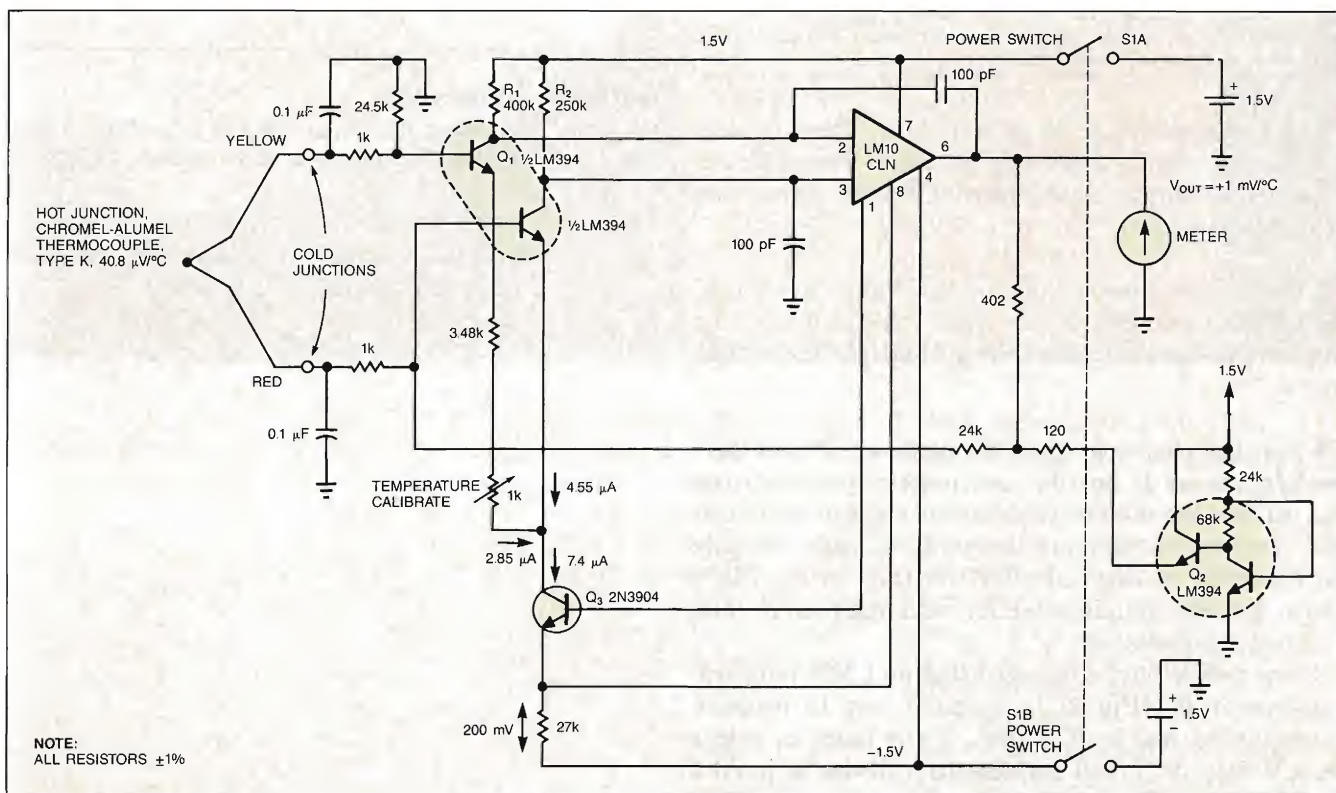 1.5V
POWER SWITCH
S1A
0.1 µF
24.5k
R1
400k
R2
250k
100 pF
+
1.5V
YELLOW
1k
Q1
½LM394
2
3
7
LM10
CLN
6
4
8
1
VOUT = +1 mV/°C
HOT JUNCTION,
CHROMEL-ALUMEL
THERMOCOUPLE,
TYPE K, 40.8 µV/°C
COLD
JUNCTIONS
½LM394
100 pF
METER
3.48k
402
RED
1k
0.1 µF
24k
120
1.5V
24k
68k
Q2
LM394
TEMPERATURE
CALIBRATE
1k
4.55 µA
2.85 µA
7.4 µA
Q3 2N3904
200 mV
27k
−1.5V
S1B
POWER
SWITCH
+
1.5V
−
NOTE:
ALL RESISTORS ±1%